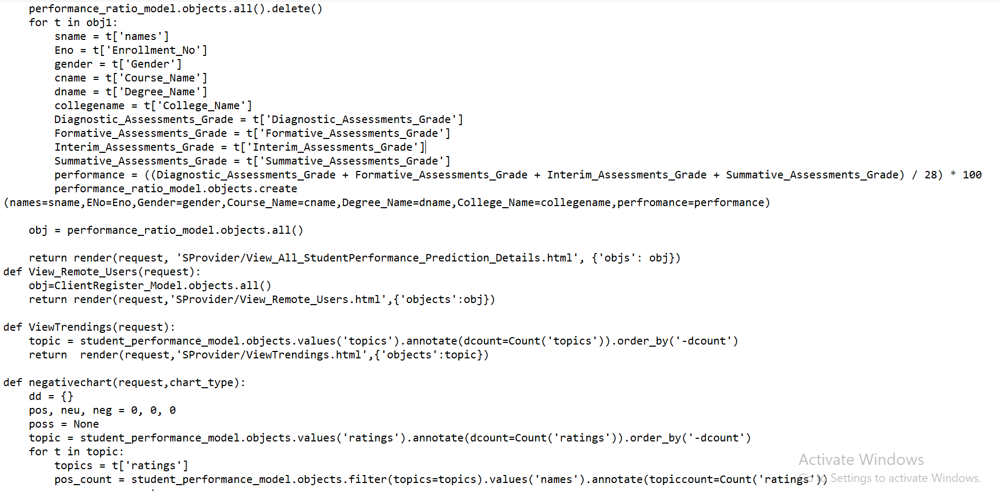 performance_ratio_model.objects.all().delete()
    for t in obj1:
        sname = t['names']
        Eno = t['Enrollment_No']
        gender = t['Gender']
        cname = t['Course_Name']
        dname = t['Degree_Name']
        collegename = t['College_Name']
        Diagnostic_Assessments_Grade = t['Diagnostic_Assessments_Grade']
        Formative_Assessments_Grade = t['Formative_Assessments_Grade']
        Interim_Assessments_Grade = t['Interim_Assessments_Grade']
        Summative_Assessments_Grade = t['Summative_Assessments_Grade']
        performance = ((Diagnostic_Assessments_Grade + Formative_Assessments_Grade + Interim_Assessments_Grade + Summative_Assessments_Grade) / 28) * 100
        performance_ratio_model.objects.create
(names=sname,ENo=Eno,Gender=gender,Course_Name=cname,Degree_Name=dname,College_Name=collegename,perfromance=performance)

    obj = performance_ratio_model.objects.all()

    return render(request, 'SProvider/View_All_StudentPerformance_Prediction_Details.html', {'objs': obj})
def View_Remote_Users(request):
    obj=ClientRegister_Model.objects.all()
    return render(request,'SProvider/View_Remote_Users.html',{'objects':obj})

def ViewTrendings(request):
    topic = student_performance_model.objects.values('topics').annotate(dcount=Count('topics')).order_by('-dcount')
    return  render(request,'SProvider/ViewTrendings.html',{'objects':topic})

def negativechart(request,chart_type):
    dd = {}
    pos, neu, neg = 0, 0, 0
    poss = None
    topic = student_performance_model.objects.values('ratings').annotate(dcount=Count('ratings')).order_by('-dcount')
    for t in topic:
        topics = t['ratings']
        pos_count = student_performance_model.objects.filter(topics=topics).values('names').annotate(topiccount=Count('ratings'))
Activate Windows
Go to Settings to activate Windows.